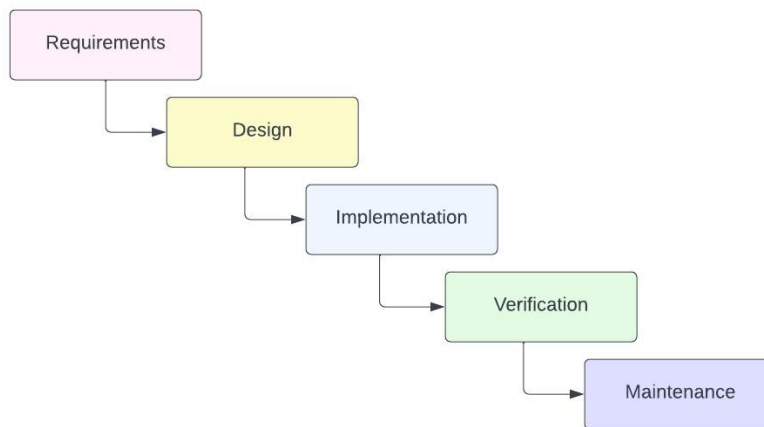 Requirements
Design
Implementation
Verification
Maintenance